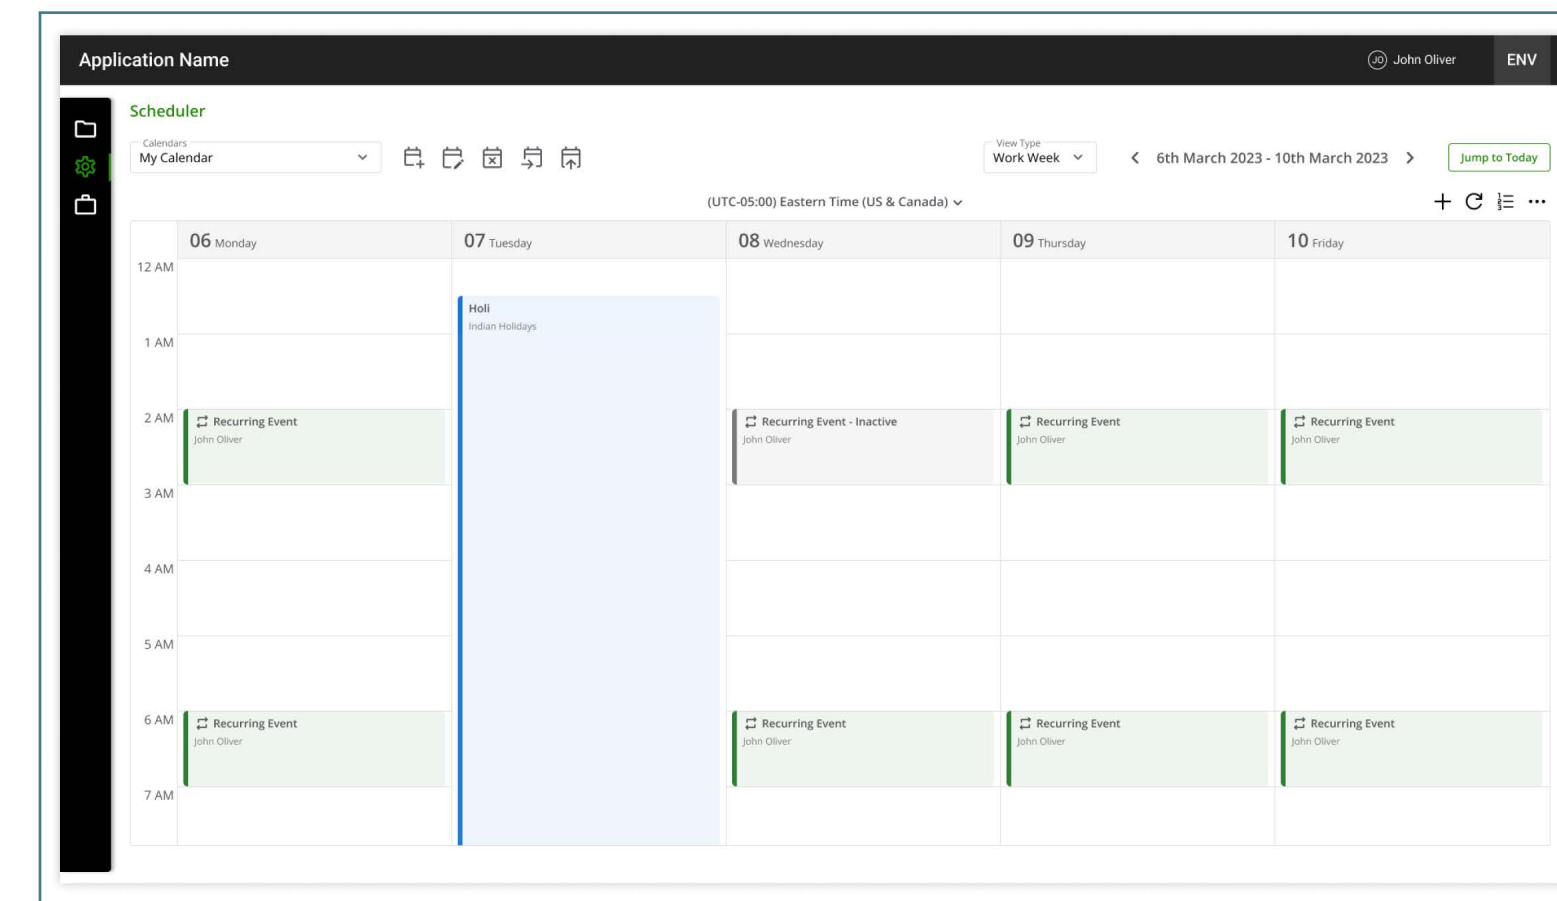 Application Name
JO John Oliver
ENV
Scheduler
Calendars
My Calendar
View Type
Work Week
6th March 2023 - 10th March 2023
Jump to Today
(UTC-05:00) Eastern Time (US & Canada)
06 Monday
07 Tuesday
08 Wednesday
09 Thursday
10 Friday
12 AM
Holi
Indian Holidays
1 AM
2 AM
Recurring Event
John Oliver
Recurring Event - Inactive
John Oliver
Recurring Event
John Oliver
Recurring Event
John Oliver
3 AM
4 AM
5 AM
6 AM
Recurring Event
John Oliver
Recurring Event
John Oliver
Recurring Event
John Oliver
Recurring Event
John Oliver
7 AM